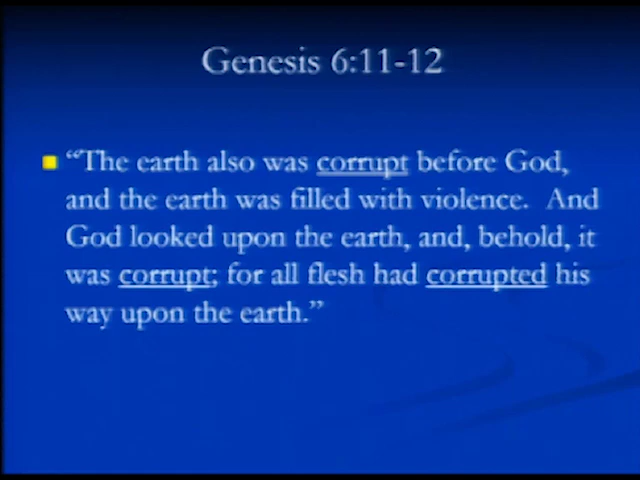 Genesis 6:11-12
“The earth also was corrupt before God,
and the earth was filled with violence.  And
God looked upon the earth, and, behold, it
was corrupt; for all flesh had corrupted his
way upon the earth.”